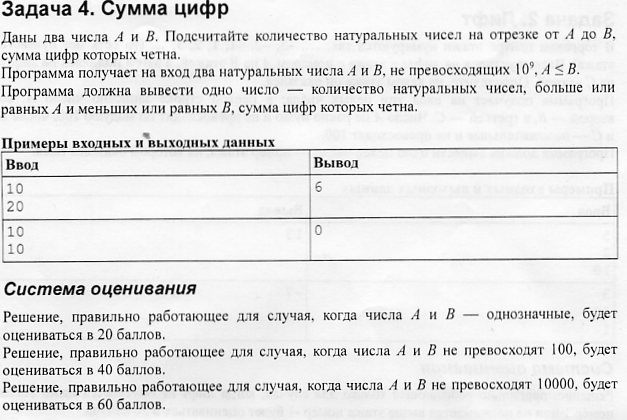 Задача 4. Сумма цифр
Даны два числа A и B. Подсчитайте количество натуральных чисел на отрезке от A до B,
сумма цифр которых четна.
Программа получает на вход два натуральных числа A и B, не превосходящих 10⁹, A ≤ B.
Программа должна вывести одно число — количество натуральных чисел, больше или
равных A и меньших или равных B, сумма цифр которых четна.
Примеры входных и выходных данных
Ввод Вывод
10 6
20
10 0
10
Система оценивания
Решение, правильно работающее для случая, когда числа A и B — однозначные, будет
оцениваться в 20 баллов.
Решение, правильно работающее для случая, когда числа A и B не превосходят 100, будет
оцениваться в 40 баллов.
Решение, правильно работающее для случая, когда числа A и B не превосходят 10000, будет
оцениваться в 60 баллов.